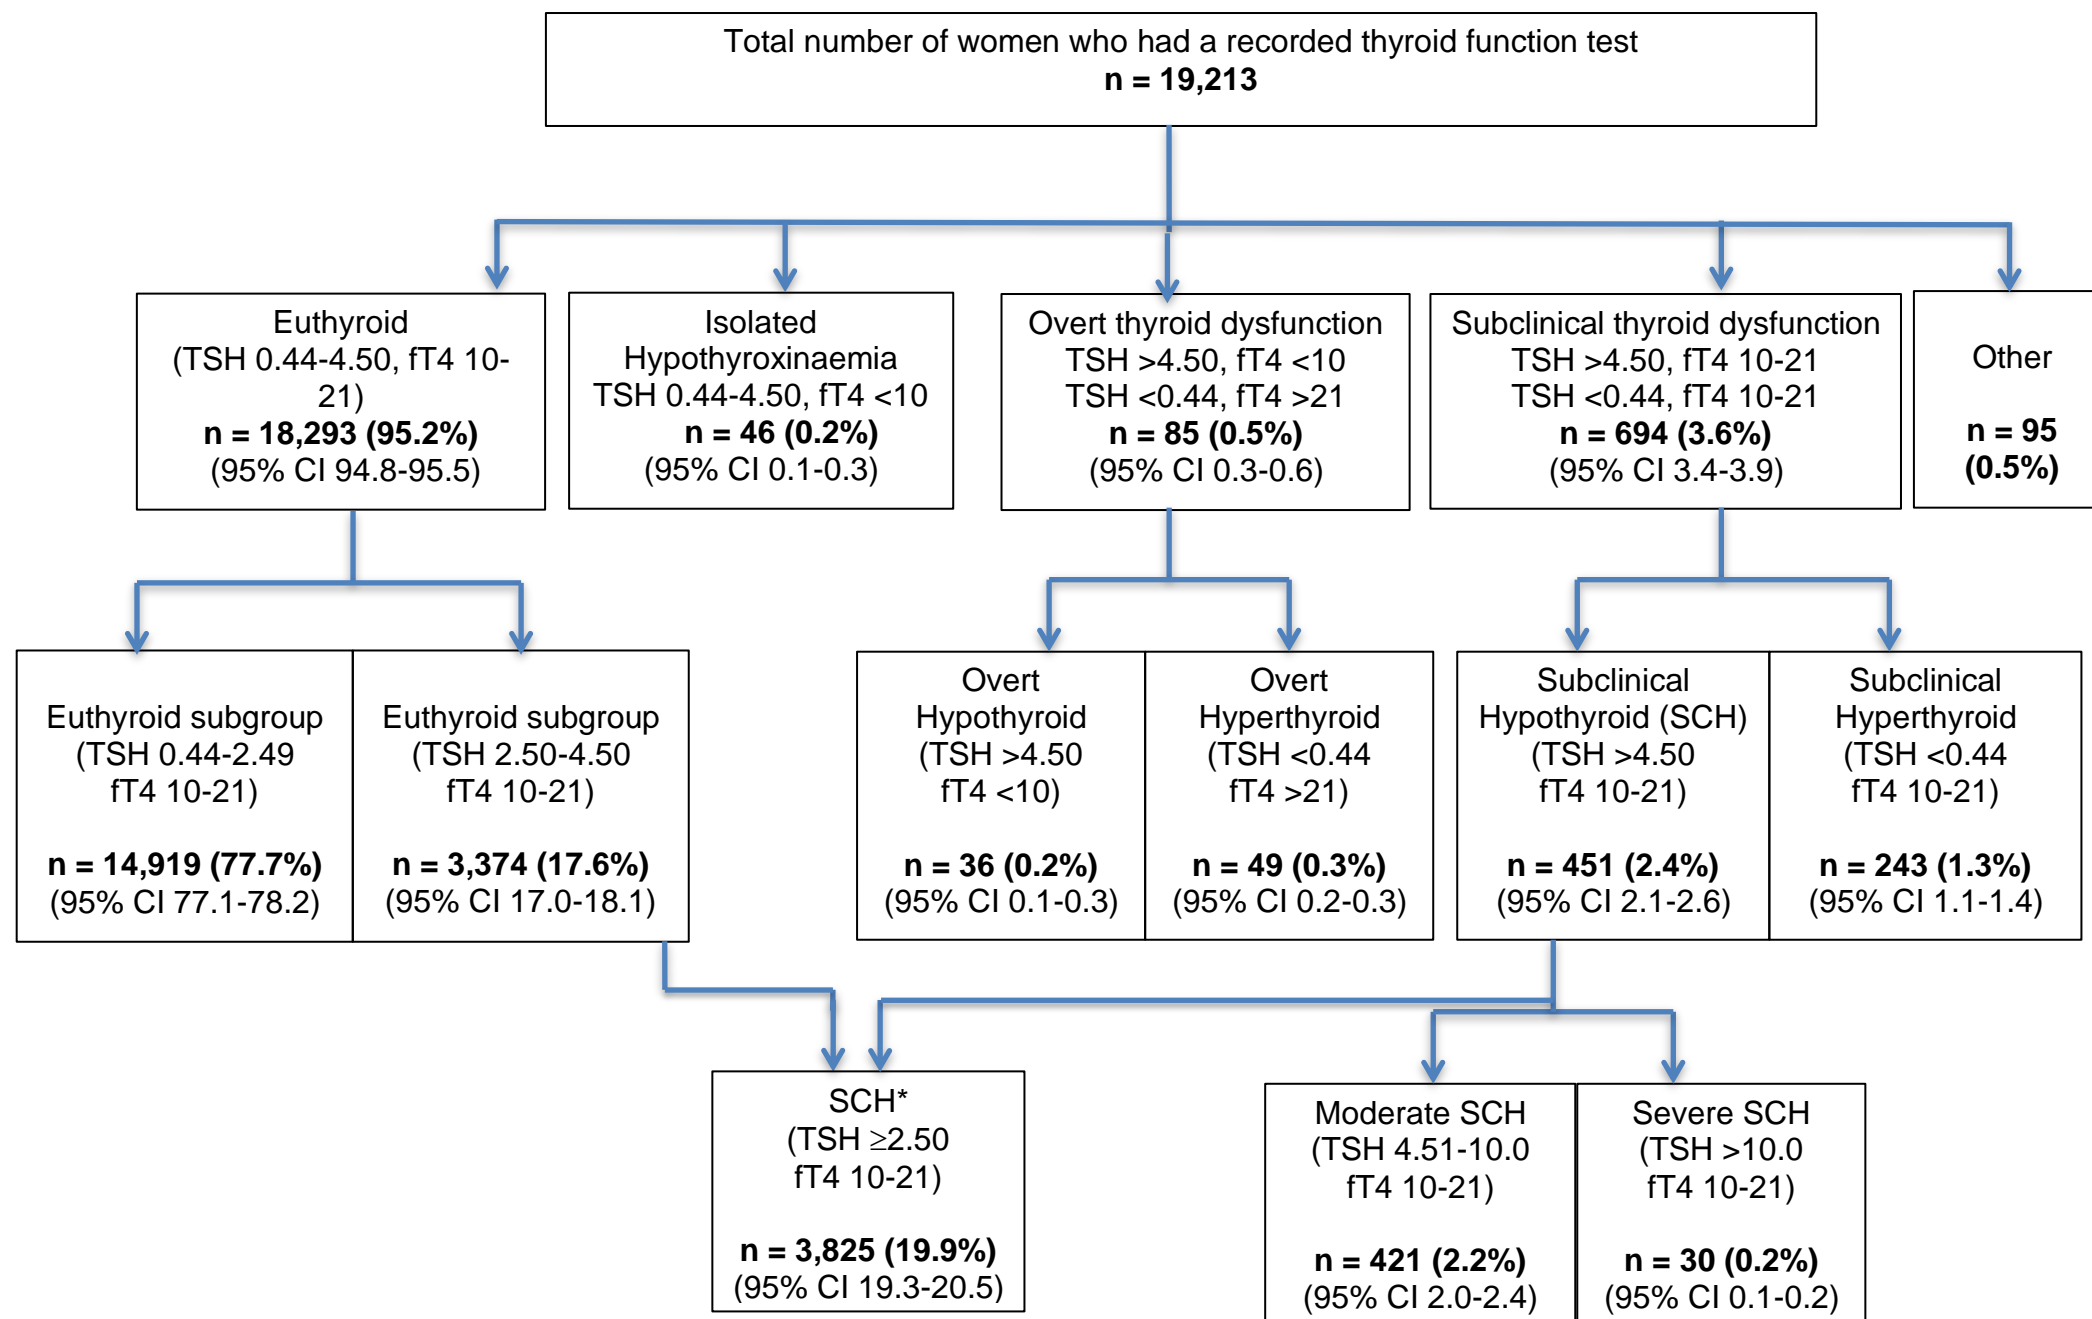 Total number of women who had a recorded thyroid function test
n = 19,213
Euthyroid
(TSH 0.44-4.50, fT4 10-
21)
n = 18,293 (95.2%)
(95% CI 94.8-95.5)
Isolated
Hypothyroxinaemia
TSH 0.44-4.50, fT4 <10
n = 46 (0.2%)
(95% CI 0.1-0.3)
Overt thyroid dysfunction
TSH >4.50, fT4 <10
TSH <0.44, fT4 >21
n = 85 (0.5%)
(95% CI 0.3-0.6)
Subclinical thyroid dysfunction
TSH >4.50, fT4 10-21
TSH <0.44, fT4 10-21
n = 694 (3.6%)
(95% CI 3.4-3.9)
Other
n = 95
(0.5%)
Euthyroid subgroup
(TSH 0.44-2.49
fT4 10-21)
n = 14,919 (77.7%)
(95% CI 77.1-78.2)
Euthyroid subgroup
(TSH 2.50-4.50
fT4 10-21)
n = 3,374 (17.6%)
(95% CI 17.0-18.1)
Overt
Hypothyroid
(TSH >4.50
fT4 <10)
n = 36 (0.2%)
(95% CI 0.1-0.3)
Overt
Hyperthyroid
(TSH <0.44
fT4 >21)
n = 49 (0.3%)
(95% CI 0.2-0.3)
Subclinical
Hypothyroid (SCH)
(TSH >4.50
fT4 10-21)
n = 451 (2.4%)
(95% CI 2.1-2.6)
Subclinical
Hyperthyroid
(TSH <0.44
fT4 10-21)
n = 243 (1.3%)
(95% CI 1.1-1.4)
SCH*
(TSH ≥2.50
fT4 10-21)
n = 3,825 (19.9%)
(95% CI 19.3-20.5)
Moderate SCH
(TSH 4.51-10.0
fT4 10-21)
n = 421 (2.2%)
(95% CI 2.0-2.4)
Severe SCH
(TSH >10.0
fT4 10-21)
n = 30 (0.2%)
(95% CI 0.1-0.2)